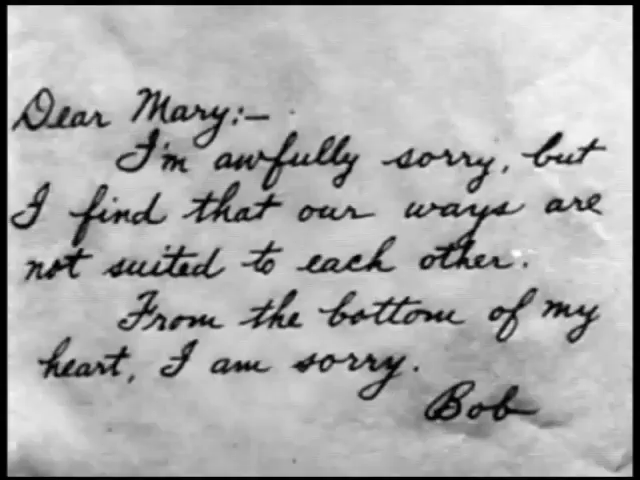 Dear Mary:—
I'm awfully sorry, but
I find that our ways are
not suited to each other.
From the bottom of my
heart, I am sorry.
Bob